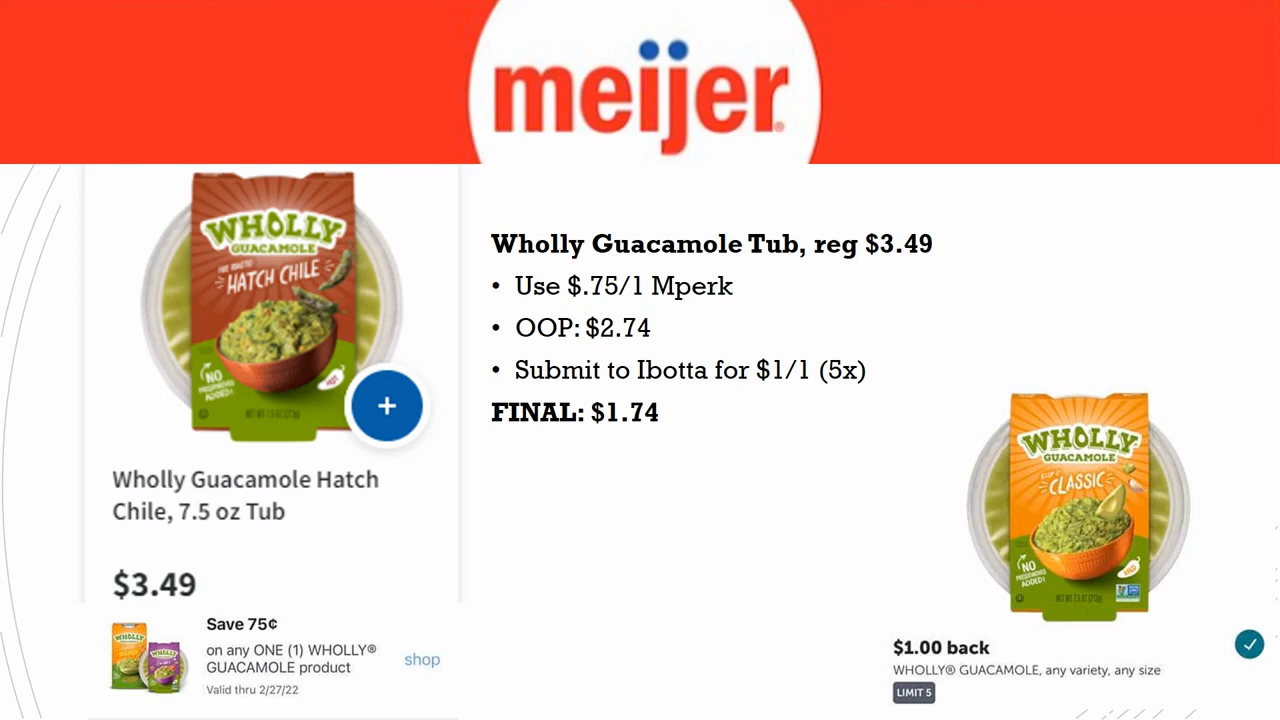 meijer
WHOLLY
GUACAMOLE
HATCH CHILE
NO
PRESERVATIVES
ADDED!
+
Wholly Guacamole Hatch
Chile, 7.5 oz Tub
$3.49
Save 75¢
on any ONE (1) WHOLLY®
GUACAMOLE product
Valid thru 2/27/22
shop
Wholly Guacamole Tub, reg $3.49
• Use $.75/1 Mperk
• OOP: $2.74
• Submit to Ibotta for $1/1 (5x)
FINAL: $1.74
WHOLLY
GUACAMOLE
CLASSIC
NO
PRESERVATIVES
ADDED!
$1.00 back
WHOLLY® GUACAMOLE, any variety, any size
LIMIT 5